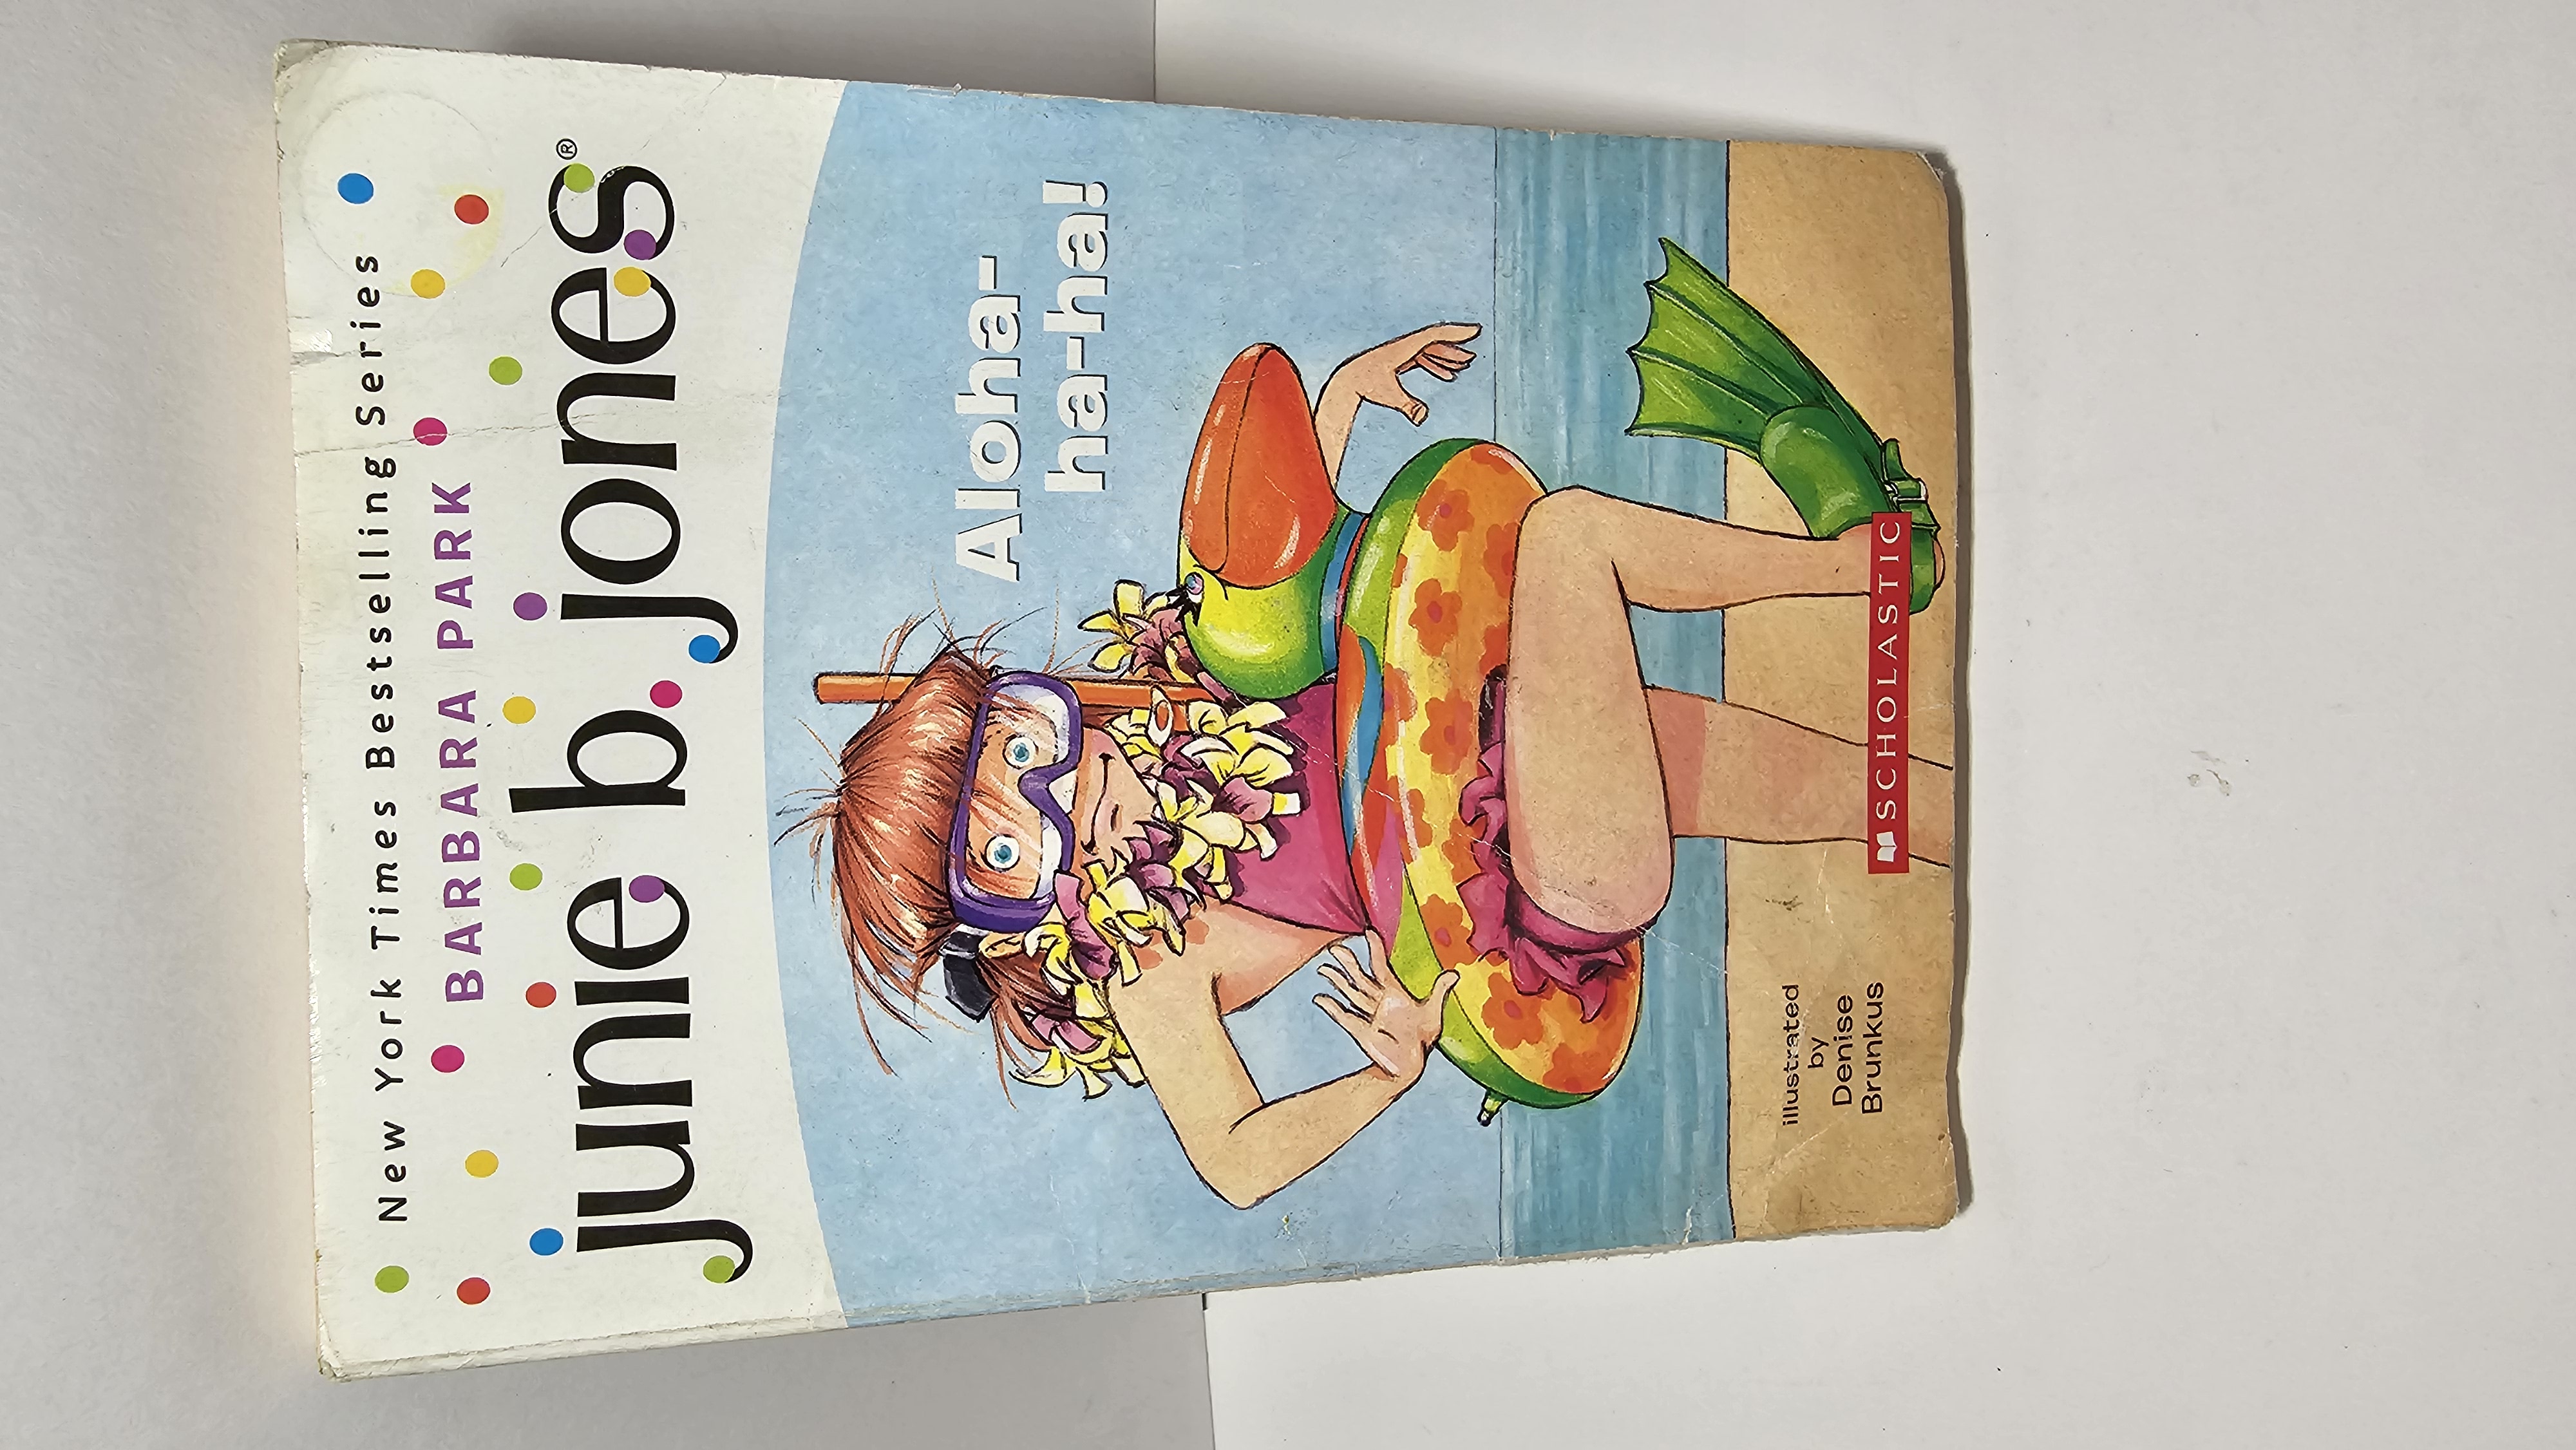 New York Times Bestselling Series
BARBARA PARK
junie b. jones®
Aloha-
ha-ha!
illustrated
by
Denise
Brunkus
SCHOLASTIC